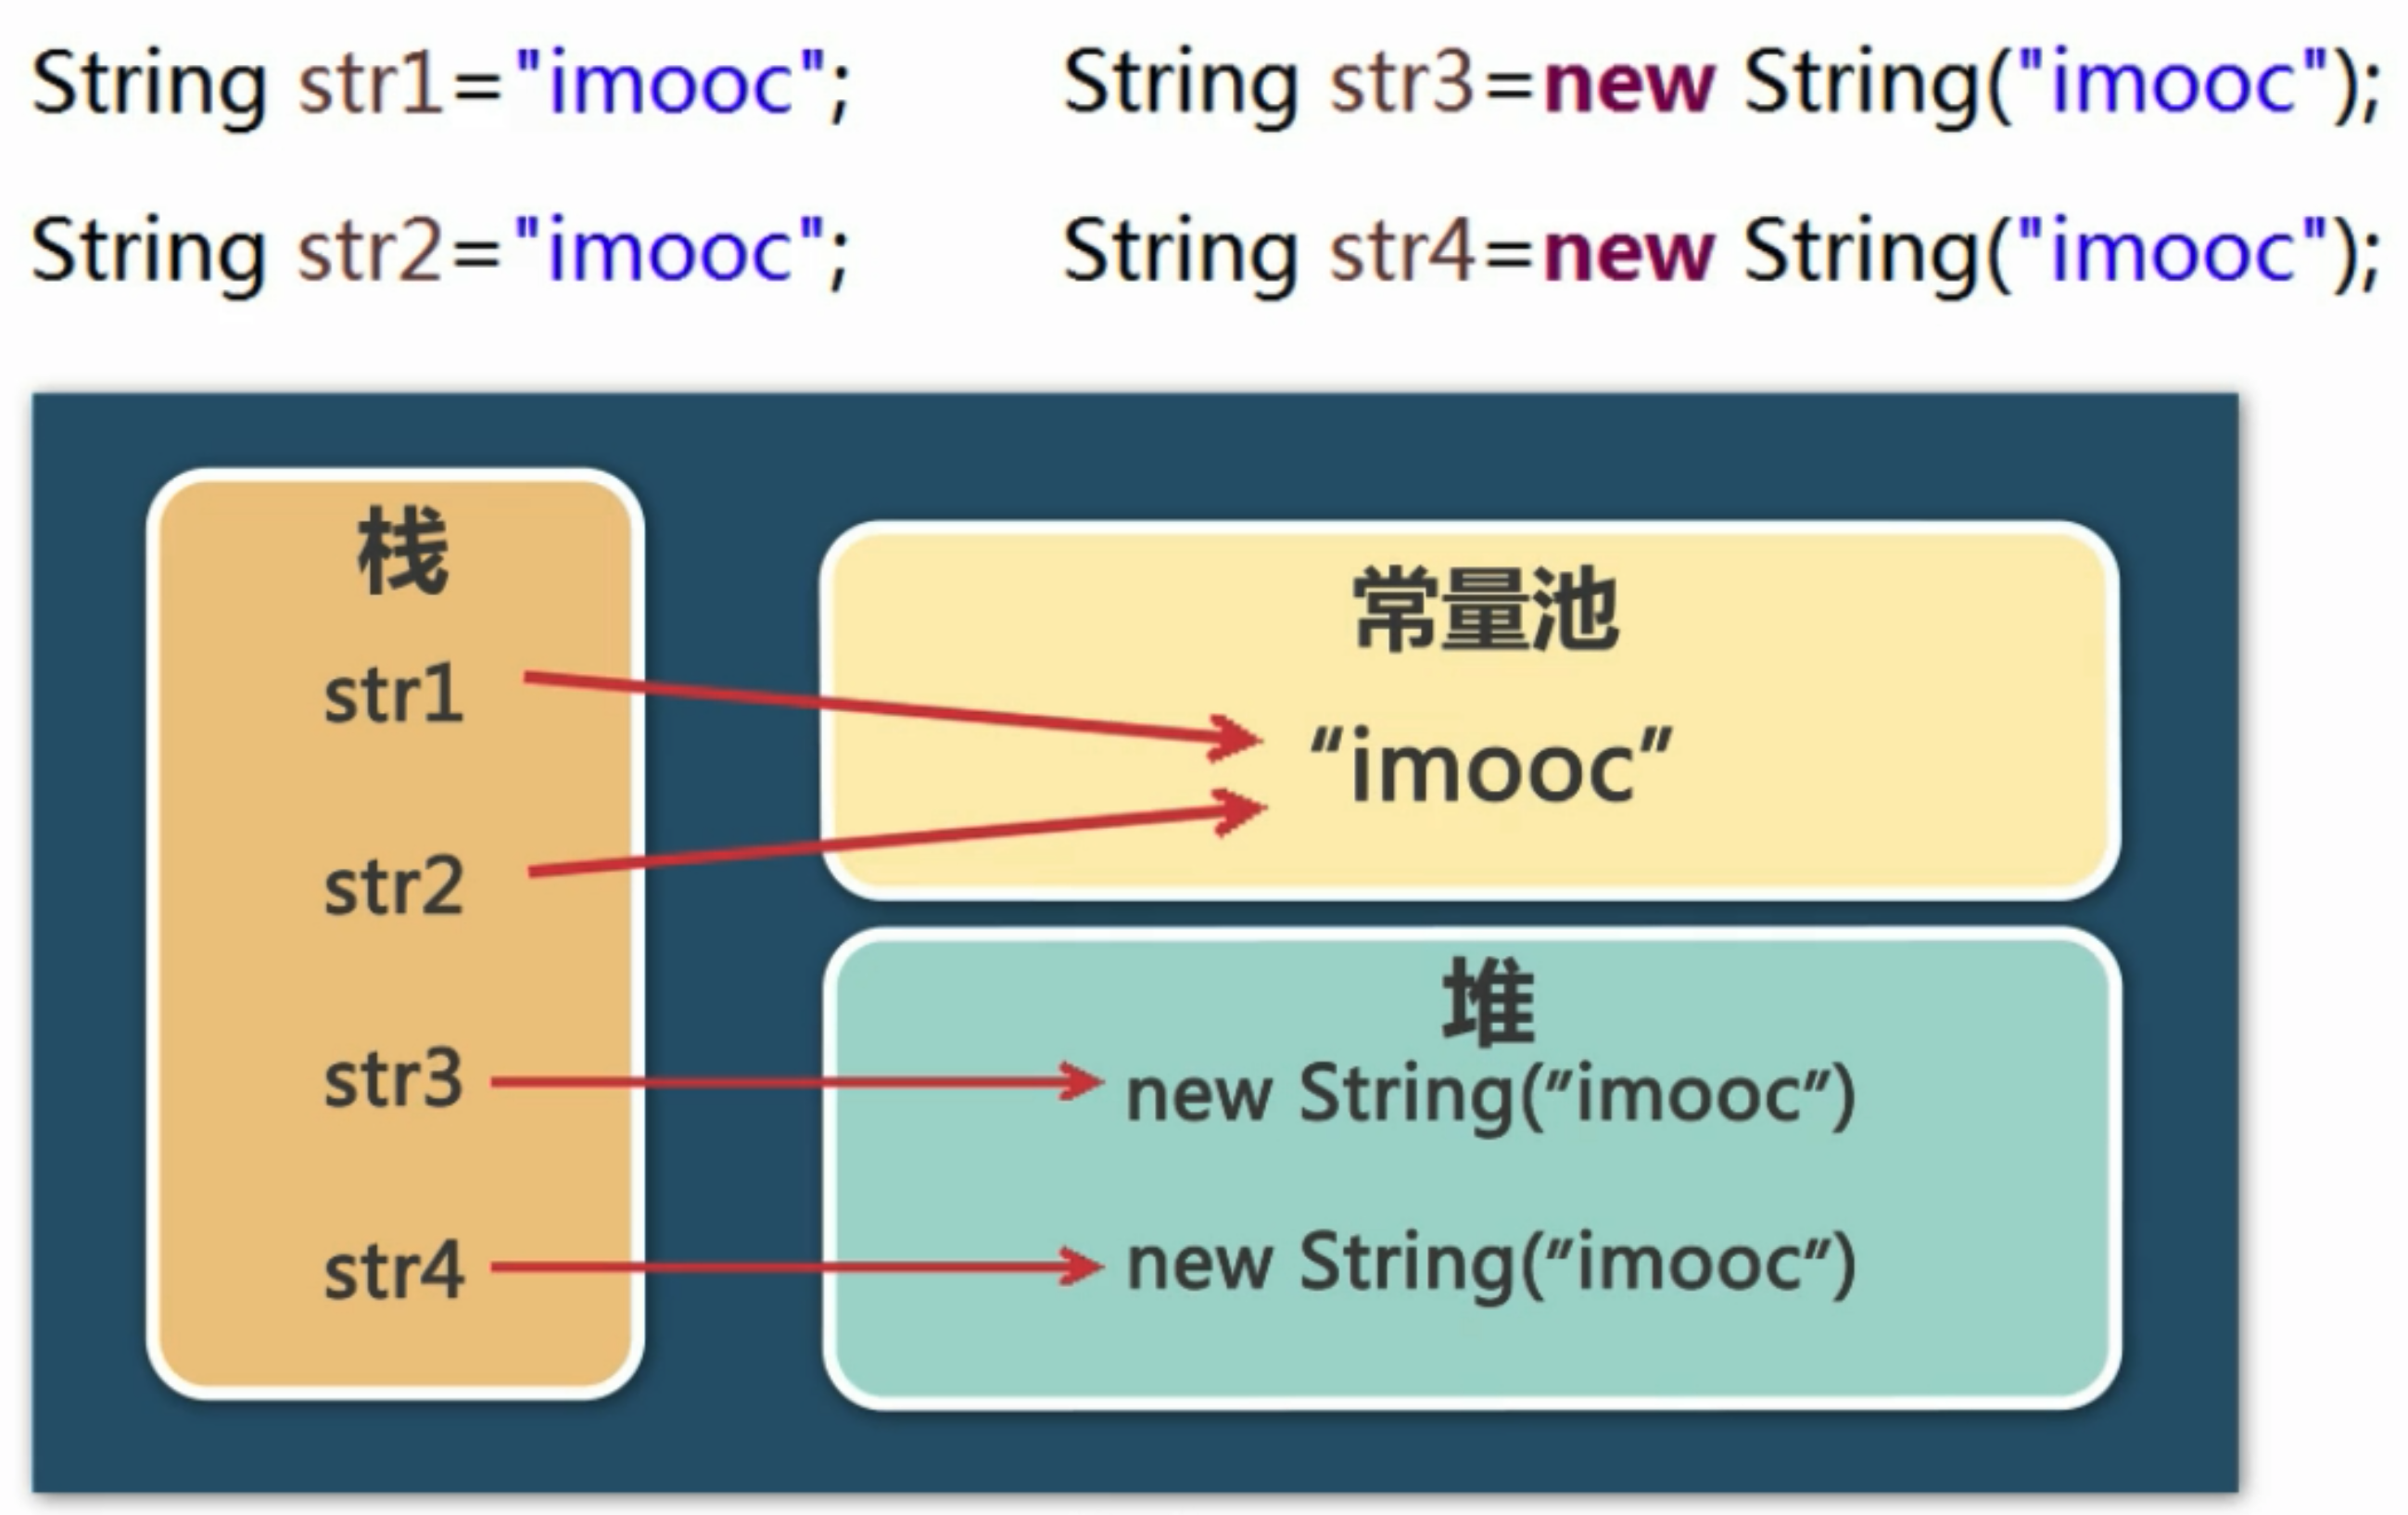 String str1="imooc"; String str3=new String("imooc");
String str2="imooc"; String str4=new String("imooc");
栈
str1
str2
str3
str4
常量池
“imooc”
堆
new String(”imooc”)
new String(”imooc”)